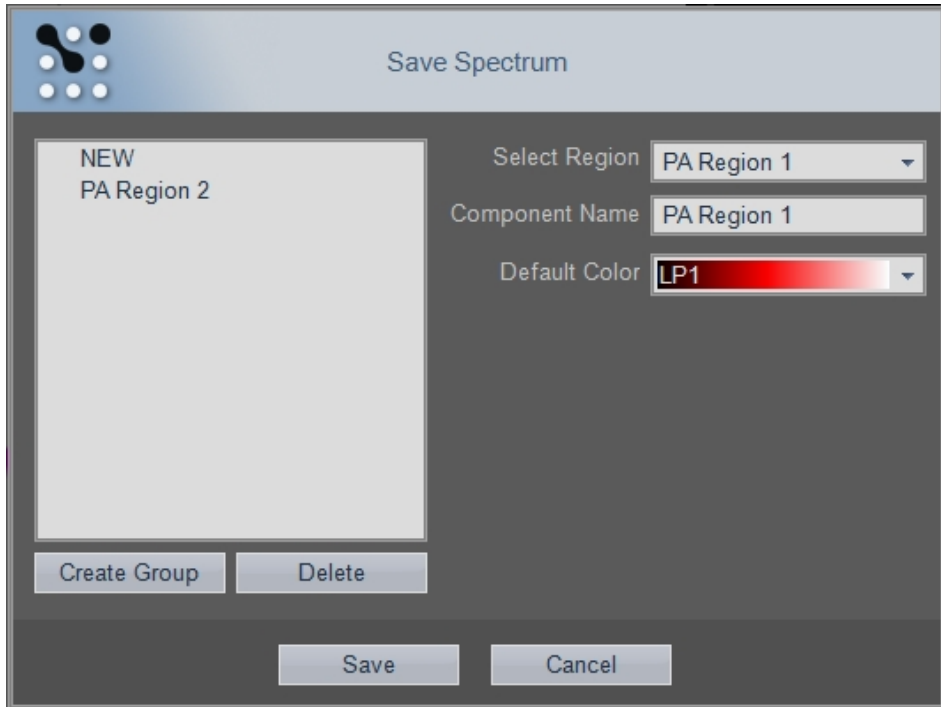 Save Spectrum
NEW
PA Region 2
Select Region
PA Region 1
Component Name
PA Region 1
Default Color
LP1
Create Group
Delete
Save
Cancel